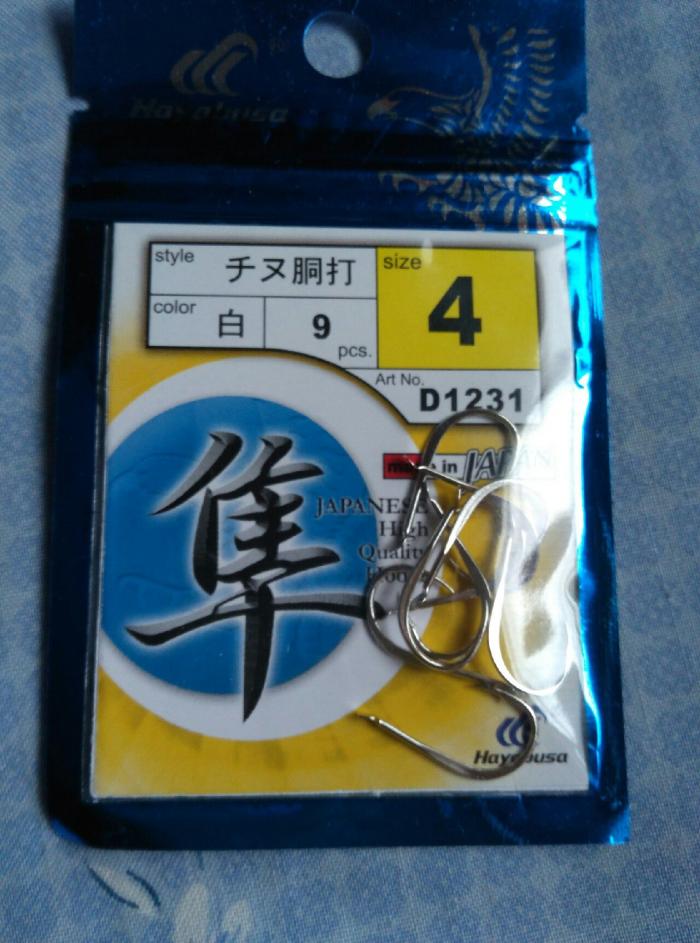 Hayabusa
style
チヌ胴打
size
4
color
白
9
pcs.
Art No.
D1231
made in JAPAN
隼
JAPANESE
High
Quality
Hooks
Hayabusa